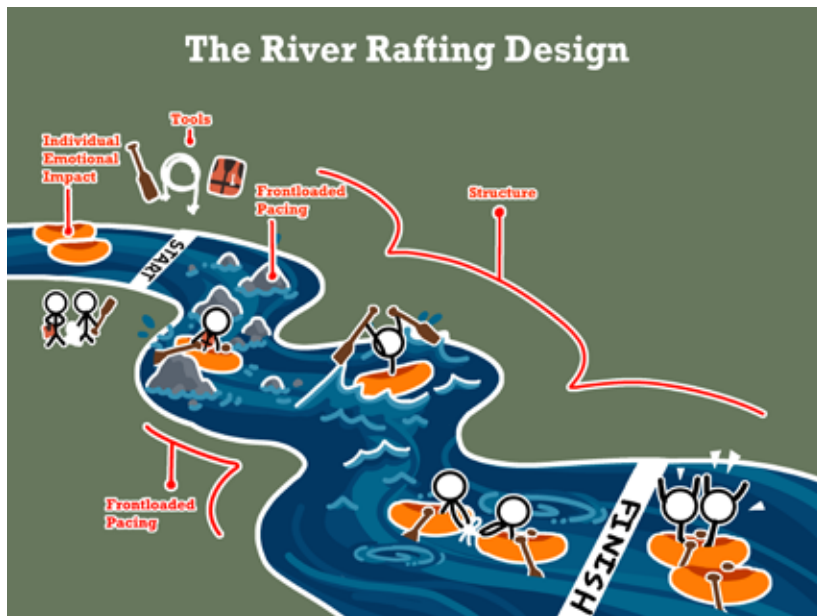 The River Rafting Design
Tools
Individual
Emotional
Impact
Frontloaded
Pacing
Structure
START
Frontloaded
Pacing
FINISH